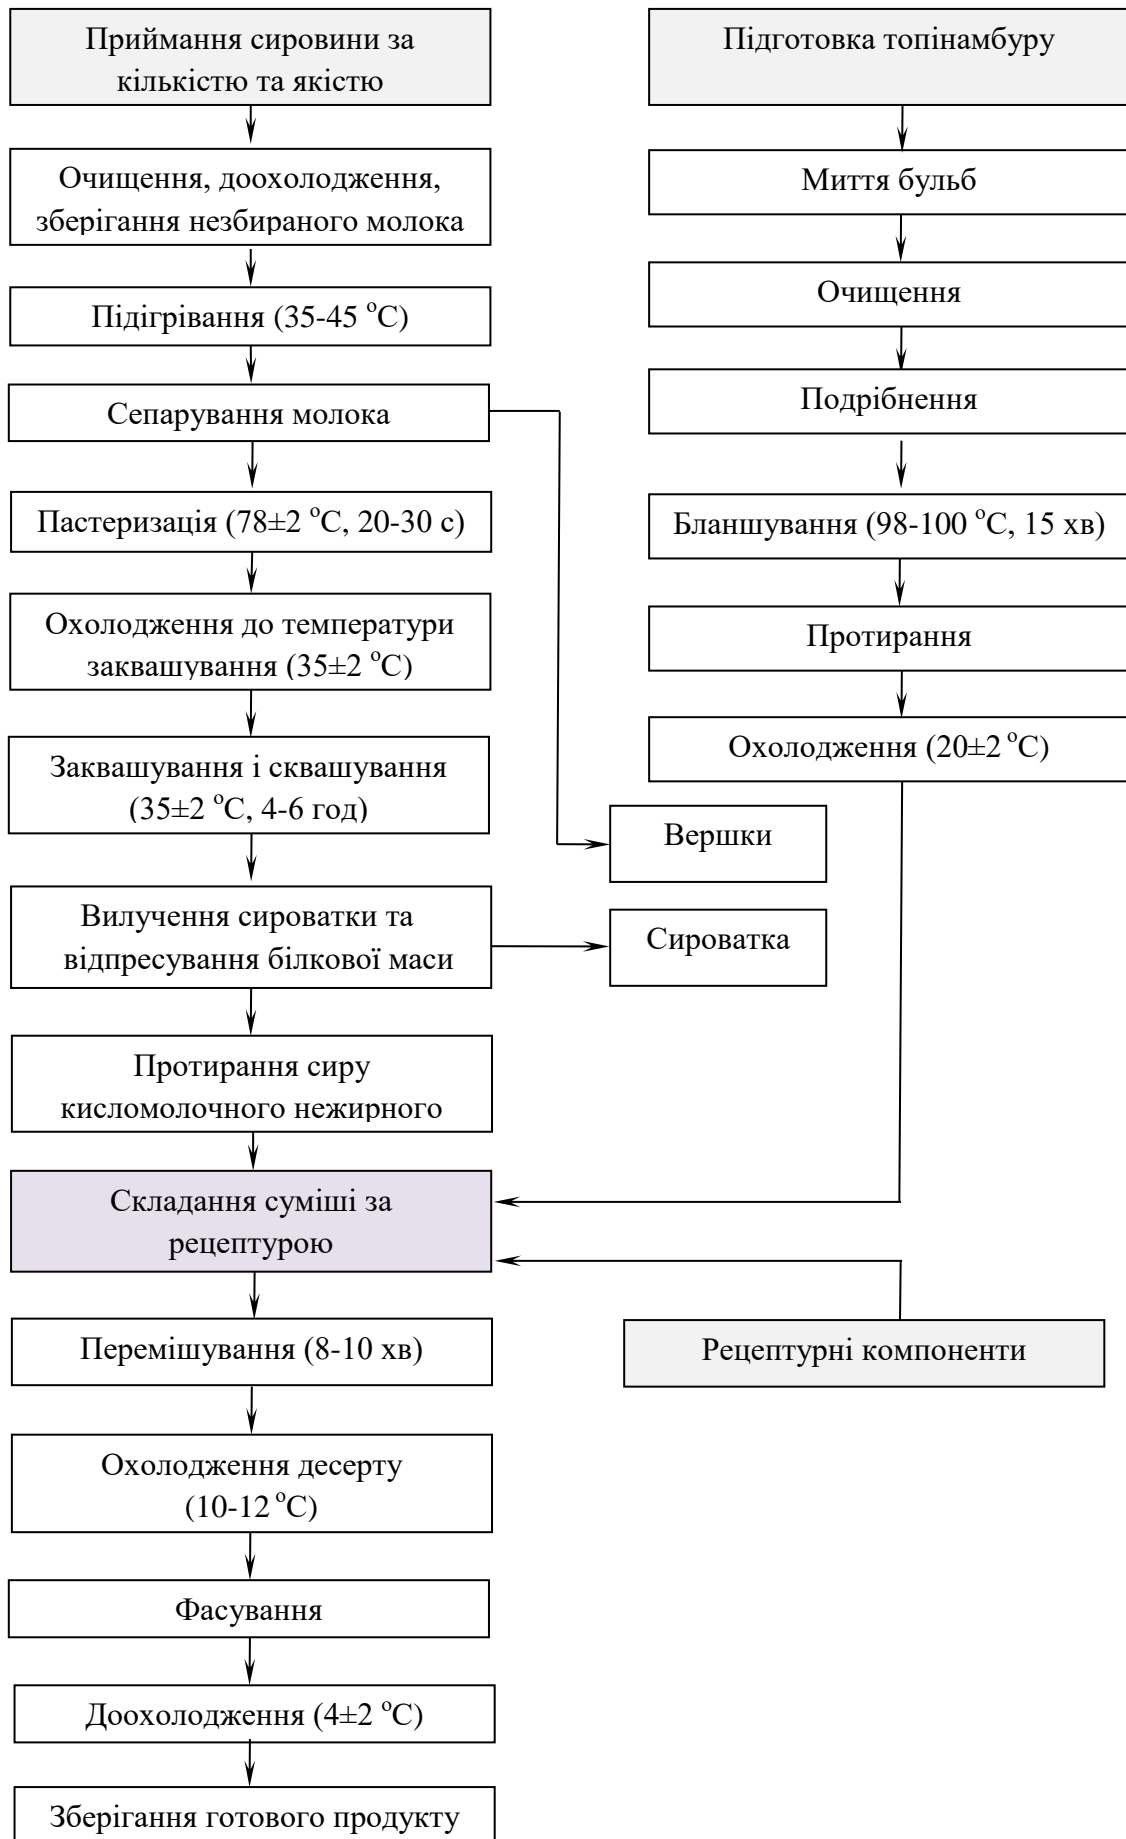 Приймання сировини за
кількістю та якістю
Очищення, доохолодження,
зберігання незбираного молока
Підігрівання (35-45 °С)
Сепарування молока
Пастеризація (78±2 °С, 20-30 с)
Охолодження до температури
заквашування (35±2 °С)
Заквашування і сквашування
(35±2 °С, 4-6 год)
Вилучення сироватки та
відпресування білкової маси
Протирання сиру
кисломолочного нежирного
Складання суміші за
рецептурою
Перемішування (8-10 хв)
Охолодження десерту
(10-12 °С)
Фасування
Доохолодження (4±2 °С)
Зберігання готового продукту
Підготовка топінамбуру
Миття бульб
Очищення
Подрібнення
Бланшування (98-100 °С, 15 хв)
Протирання
Охолодження (20±2 °С)
Вершки
Сироватка
Рецептурні компоненти